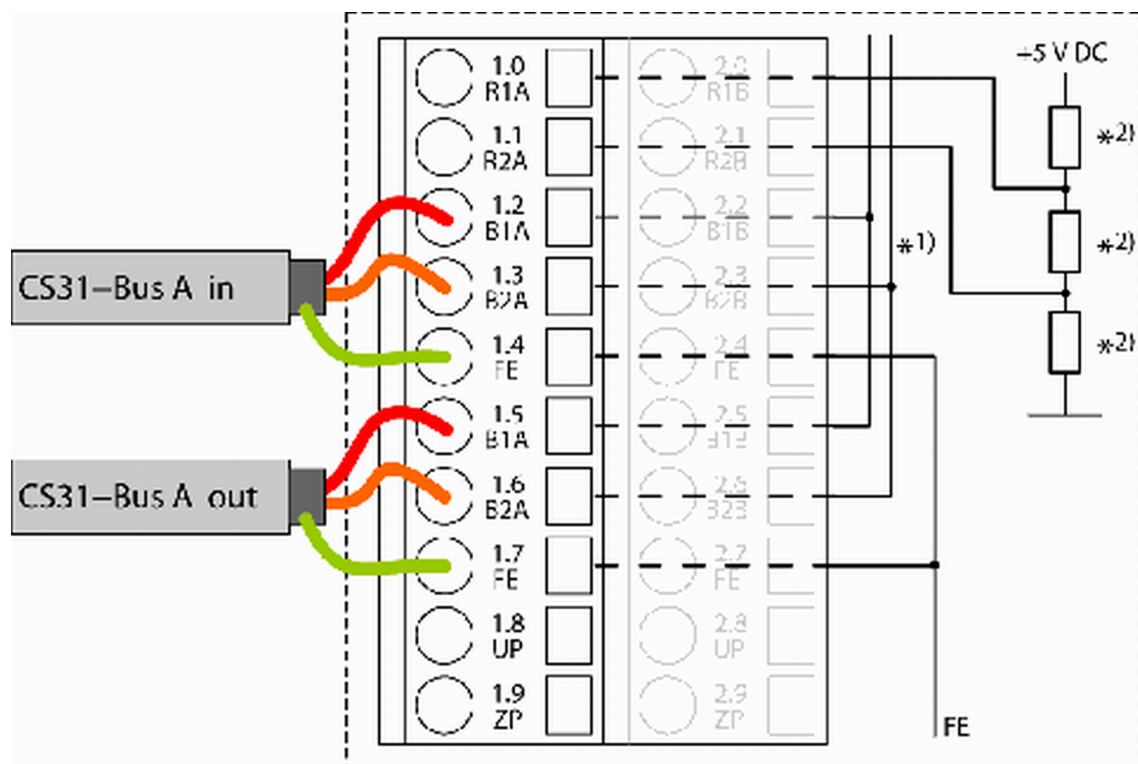 +5 V DC
1.0
R1A
2.0
R1B
*2)
1.1
R2A
2.1
R2B
1.2
B1A
2.2
B1B
*1)
*2)
CS31–Bus A in
1.3
B2A
2.3
B2B
1.4
FE
2.4
FE
*2)
1.5
B1A
2.5
B1B
CS31–Bus A out
1.6
B2A
2.6
B2B
1.7
FE
2.7
FE
1.8
UP
2.8
UP
1.9
ZP
2.9
ZP
FE